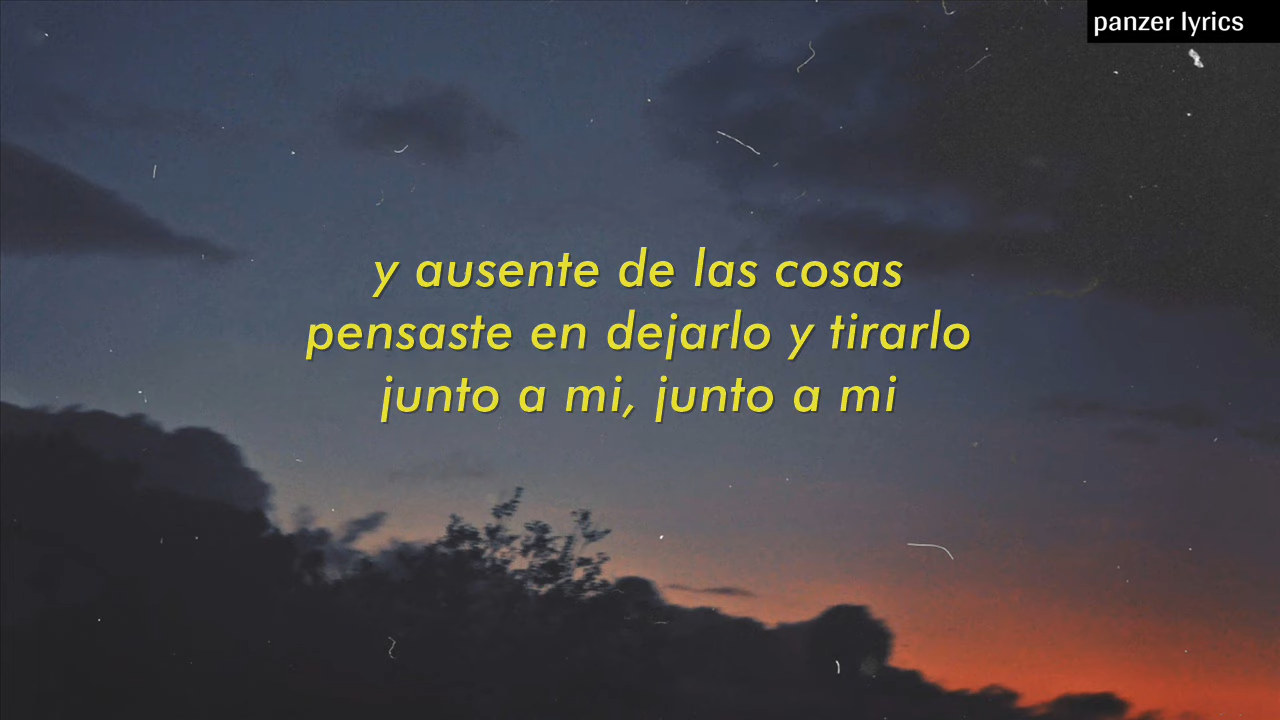 panzer lyrics
y ausente de las cosas
pensaste en dejarlo y tirarlo
junto a mi, junto a mi